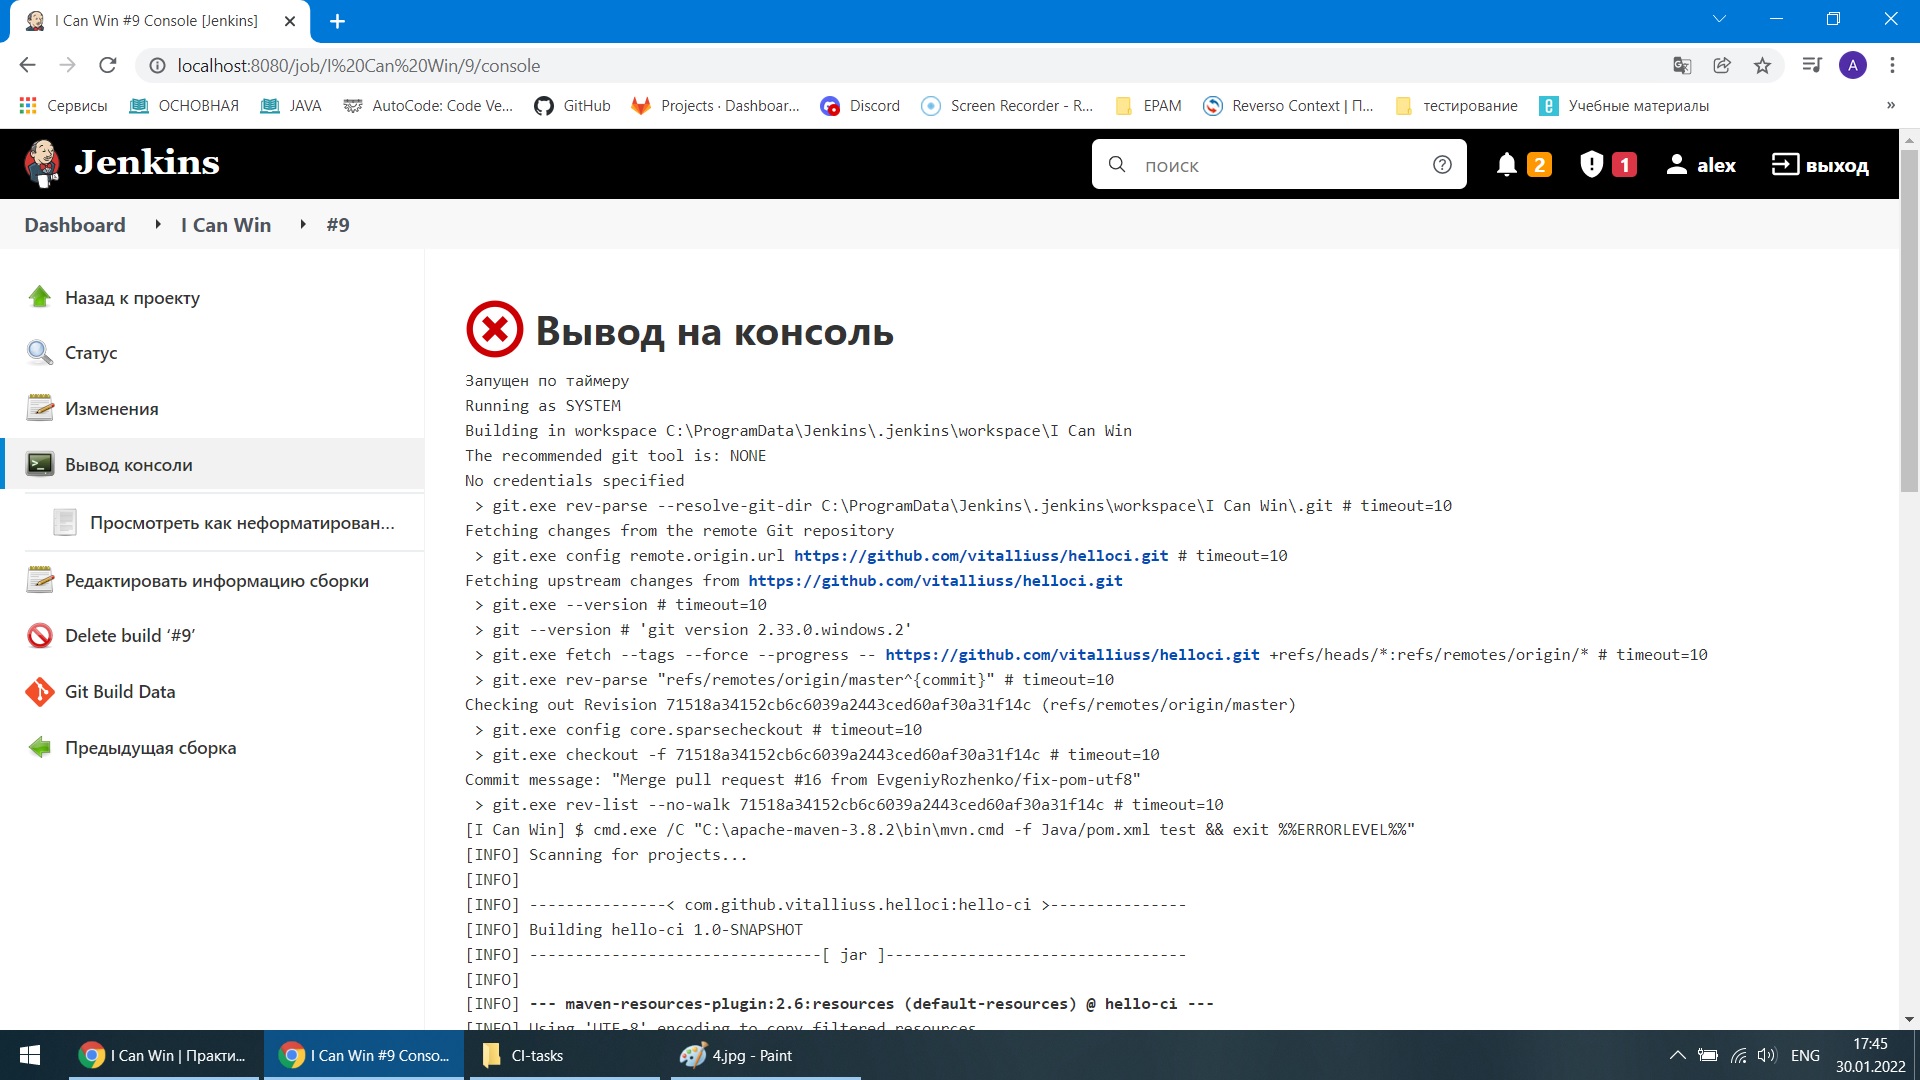 I Can Win #9 Console [Jenkins]
localhost:8080/job/I%20Can%20Win/9/console
A
Сервисы
ОСНОВНАЯ
JAVA
AutoCode: Code Ve...
GitHub
Projects · Dashboar...
Discord
Screen Recorder - R...
EPAM
Reverso Context | П...
тестирование
Учебные материалы
»
Jenkins
поиск
2
1
alex
выход
Dashboard
I Can Win
#9
Назад к проекту
Статус
Изменения
Вывод консоли
Просмотреть как неформатирован...
Редактировать информацию сборки
Delete build ‘#9’
Git Build Data
Предыдущая сборка
Вывод на консоль
Запущен по таймеру
Running as SYSTEM
Building in workspace C:\ProgramData\Jenkins\.jenkins\workspace\I Can Win
The recommended git tool is: NONE
No credentials specified
> git.exe rev-parse --resolve-git-dir C:\ProgramData\Jenkins\.jenkins\workspace\I Can Win\.git # timeout=10
Fetching changes from the remote Git repository
> git.exe config remote.origin.url https://github.com/vitalliuss/helloci.git # timeout=10
Fetching upstream changes from https://github.com/vitalliuss/helloci.git
> git.exe --version # timeout=10
> git --version # 'git version 2.33.0.windows.2'
> git.exe fetch --tags --force --progress -- https://github.com/vitalliuss/helloci.git +refs/heads/*:refs/remotes/origin/* # timeout=10
> git.exe rev-parse "refs/remotes/origin/master^{commit}" # timeout=10
Checking out Revision 71518a34152cb6c6039a2443ced60af30a31f14c (refs/remotes/origin/master)
> git.exe config core.sparsecheckout # timeout=10
> git.exe checkout -f 71518a34152cb6c6039a2443ced60af30a31f14c # timeout=10
Commit message: "Merge pull request #16 from EvgeniyRozhenko/fix-pom-utf8"
> git.exe rev-list --no-walk 71518a34152cb6c6039a2443ced60af30a31f14c # timeout=10
[I Can Win] $ cmd.exe /C "C:\apache-maven-3.8.2\bin\mvn.cmd -f Java/pom.xml test && exit %%ERRORLEVEL%%"
[INFO] Scanning for projects...
[INFO]
[INFO] ---------------< com.github.vitalliuss.helloci:hello-ci >---------------
[INFO] Building hello-ci 1.0-SNAPSHOT
[INFO] --------------------------------[ jar ]---------------------------------
[INFO]
[INFO] --- maven-resources-plugin:2.6:resources (default-resources) @ hello-ci ---
[INFO] Using 'UTF-8' encoding to copy filtered resources
I Can Win | Практи...
I Can Win #9 Conso...
CI-tasks
4.jpg - Paint
ENG
17:45
30.01.2022